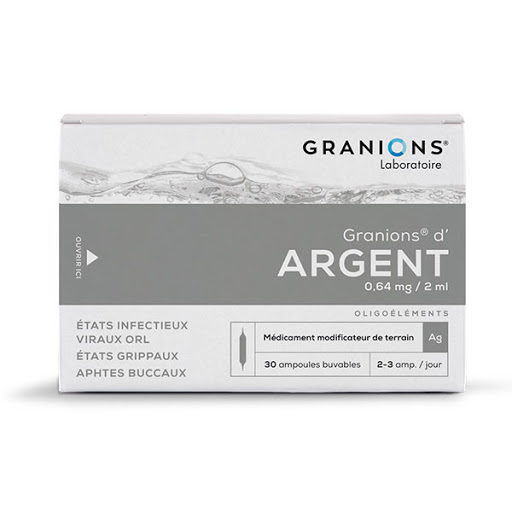 GRANIONS®
Laboratoire
Granions® d'
ARGENT
0,64 mg / 2 ml
OUVRIR ICI
OLIGOÉLÉMENTS
ÉTATS INFECTIEUX
VIRAUX ORL
ÉTATS GRIPPAUX
APHTES BUCCAUX
Médicament modificateur de terrain
Ag
30 ampoules buvables
2-3 amp. / jour